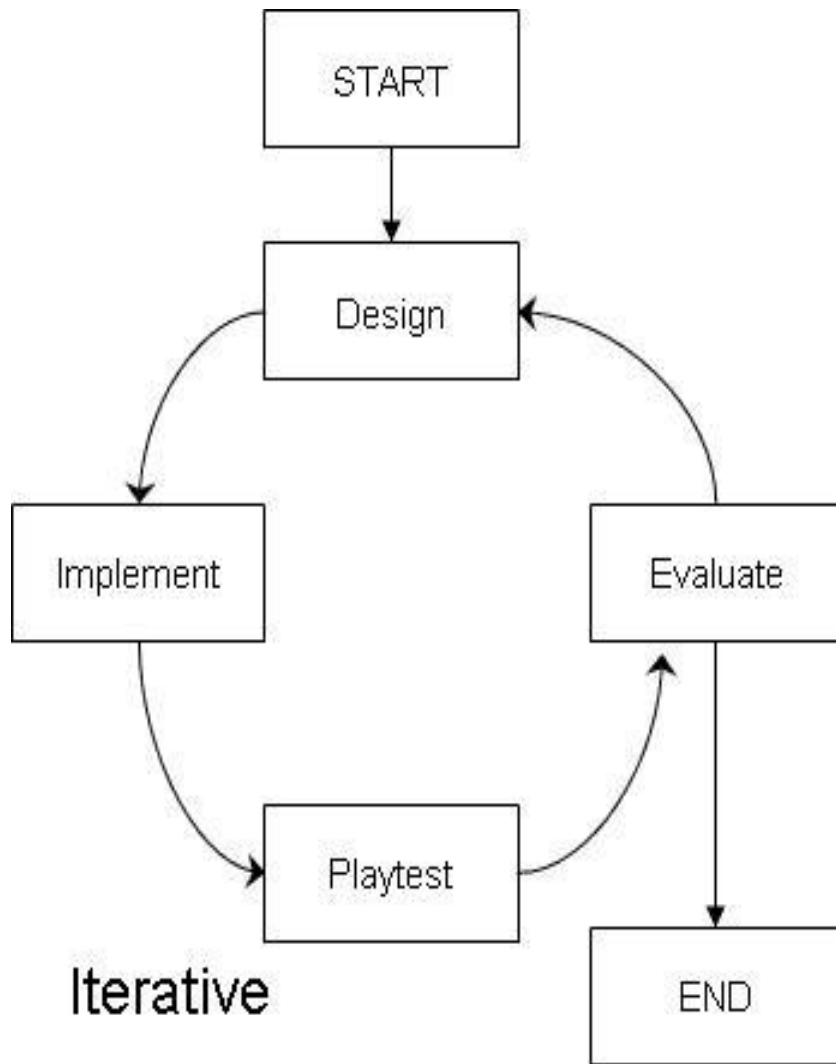 START
Design
Implement
Evaluate
Playtest
Iterative
END